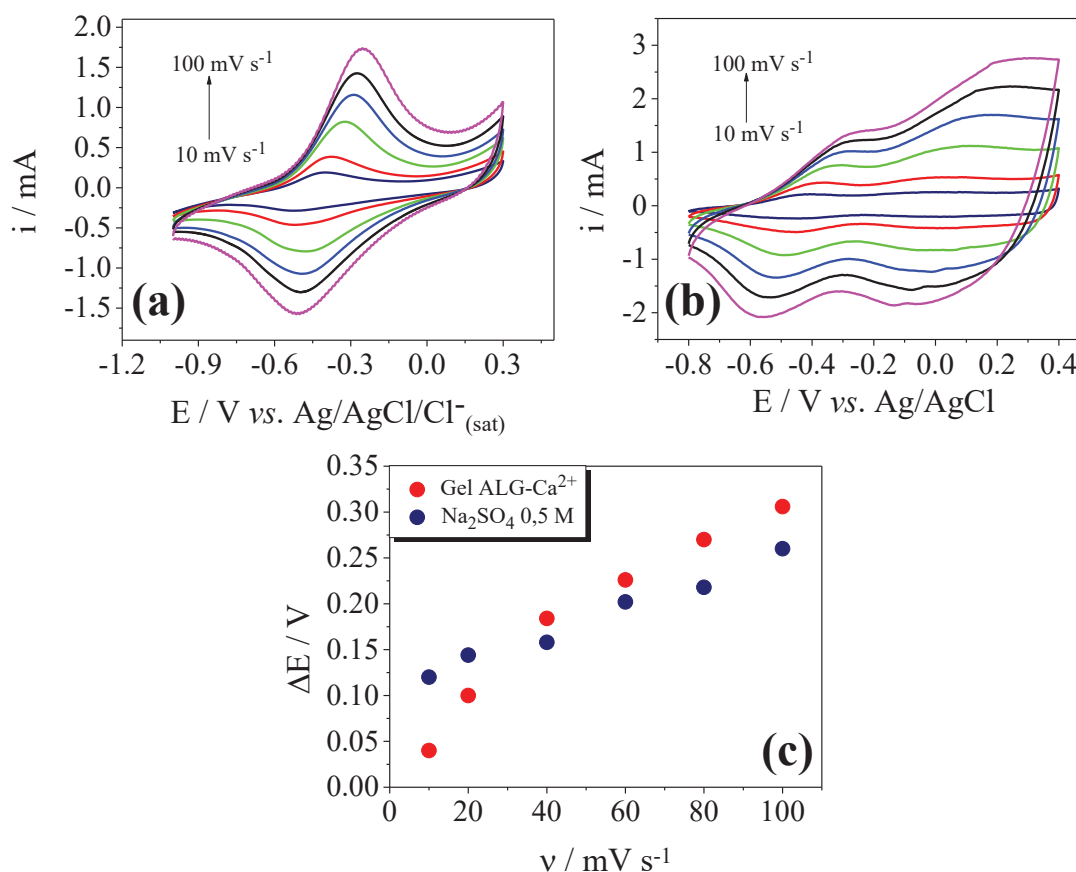 2.0
1.5
1.0
0.5
0.0
-0.5
-1.0
-1.5
i / mA
100 mV s⁻¹
10 mV s⁻¹
(a)
-1.2 -0.9 -0.6 -0.3 0.0 0.3
E / V vs. Ag/AgCl/Cl⁻(sat)
3
2
1
0
-1
-2
i / mA
100 mV s⁻¹
10 mV s⁻¹
(b)
-0.8 -0.6 -0.4 -0.2 0.0 0.2 0.4
E / V vs. Ag/AgCl
0.35
0.30
0.25
0.20
0.15
0.10
0.05
0.00
ΔE / V
Gel ALG-Ca²⁺
Na₂SO₄ 0,5 M
(c)
0 20 40 60 80 100
ν / mV s⁻¹